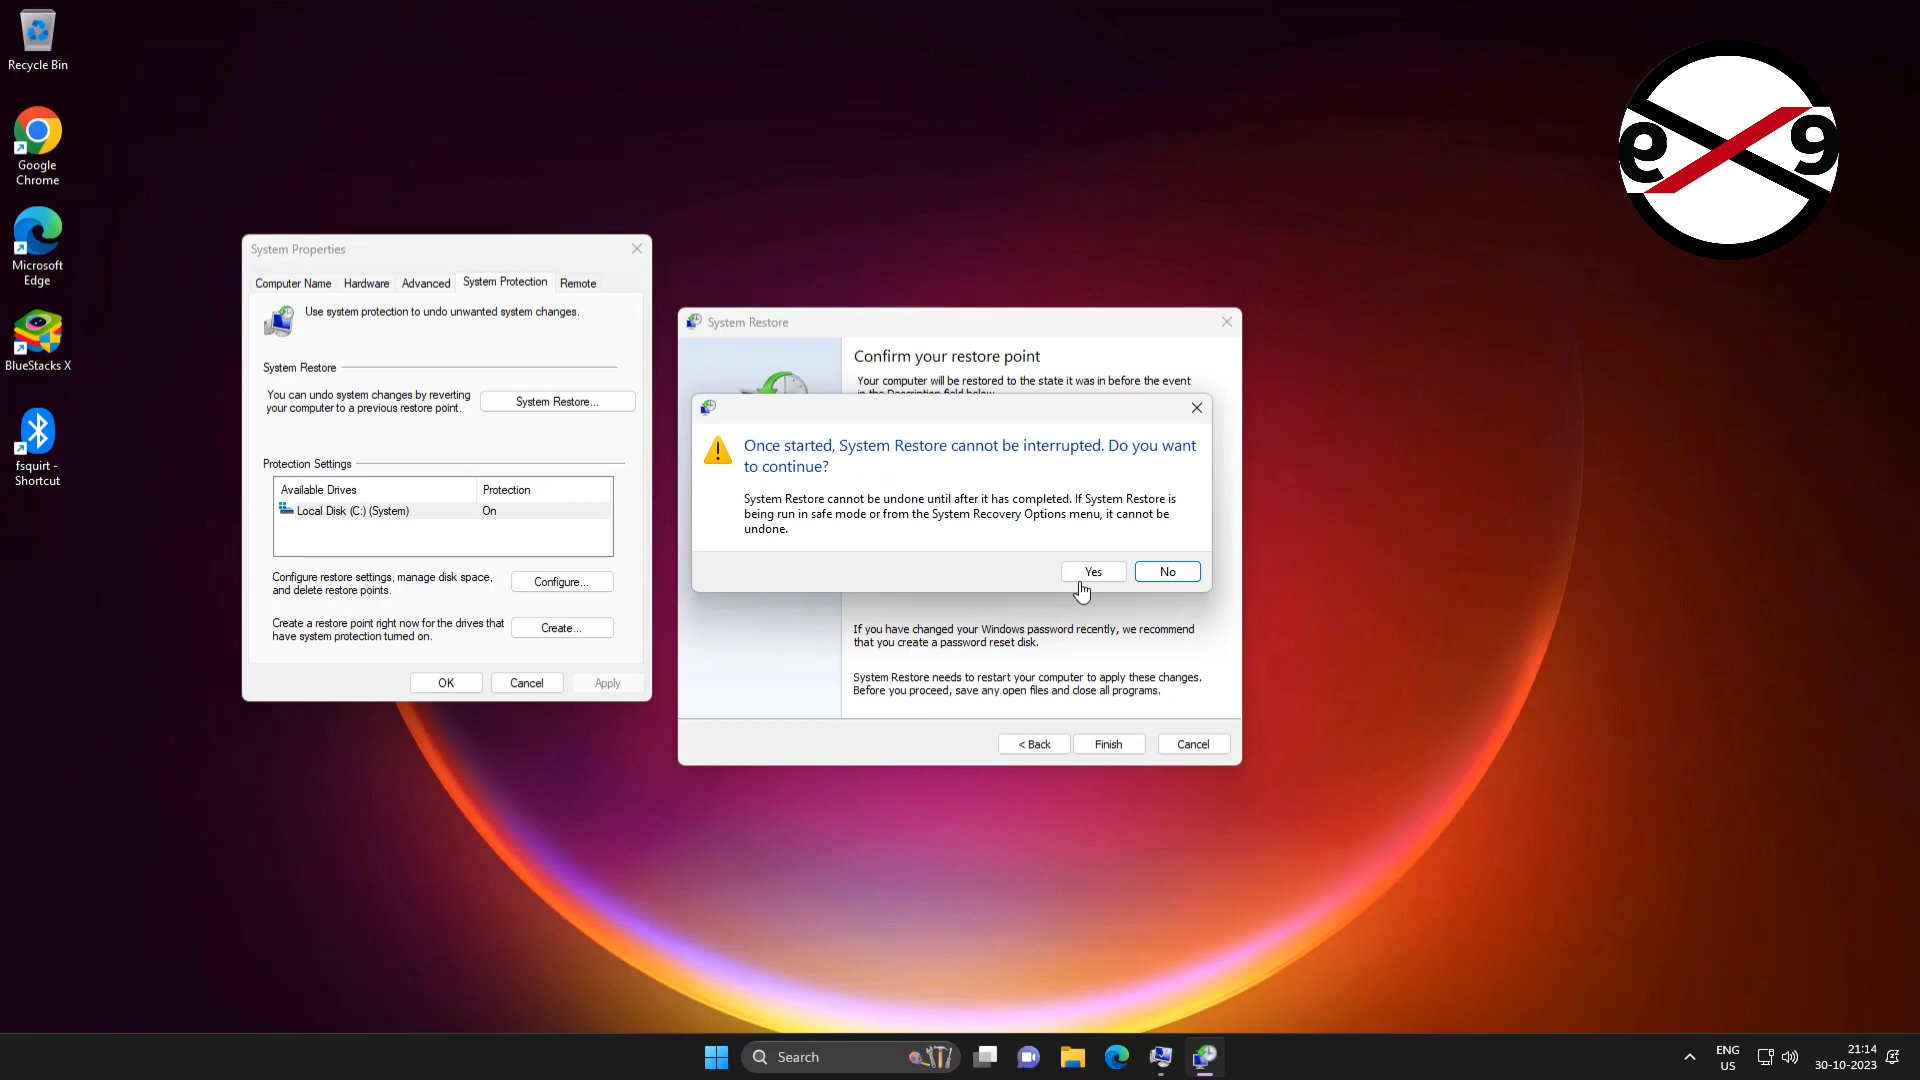 Recycle Bin
Google
Chrome
Microsoft
Edge
BlueStacks X
fsquirt -
Shortcut
e
9
System Properties
Computer Name
Hardware
Advanced
System Protection
Remote
Use system protection to undo unwanted system changes.
System Restore
You can undo system changes by reverting
your computer to a previous restore point.
System Restore...
Protection Settings
Available Drives
Protection
Local Disk (C:) (System)
On
Configure restore settings, manage disk space,
and delete restore points.
Configure...
Create a restore point right now for the drives that
have system protection turned on.
Create...
OK
Cancel
Apply
System Restore
Confirm your restore point
Your computer will be restored to the state it was in before the event
in the Description field below.
Once started, System Restore cannot be interrupted. Do you want
to continue?
System Restore cannot be undone until after it has completed. If System Restore is
being run in safe mode or from the System Recovery Options menu, it cannot be
undone.
Yes
No
If you have changed your Windows password recently, we recommend
that you create a password reset disk.
System Restore needs to restart your computer to apply these changes.
Before you proceed, save any open files and close all programs.
< Back
Finish
Cancel
Search
ENG
US
21:14
30-10-2023